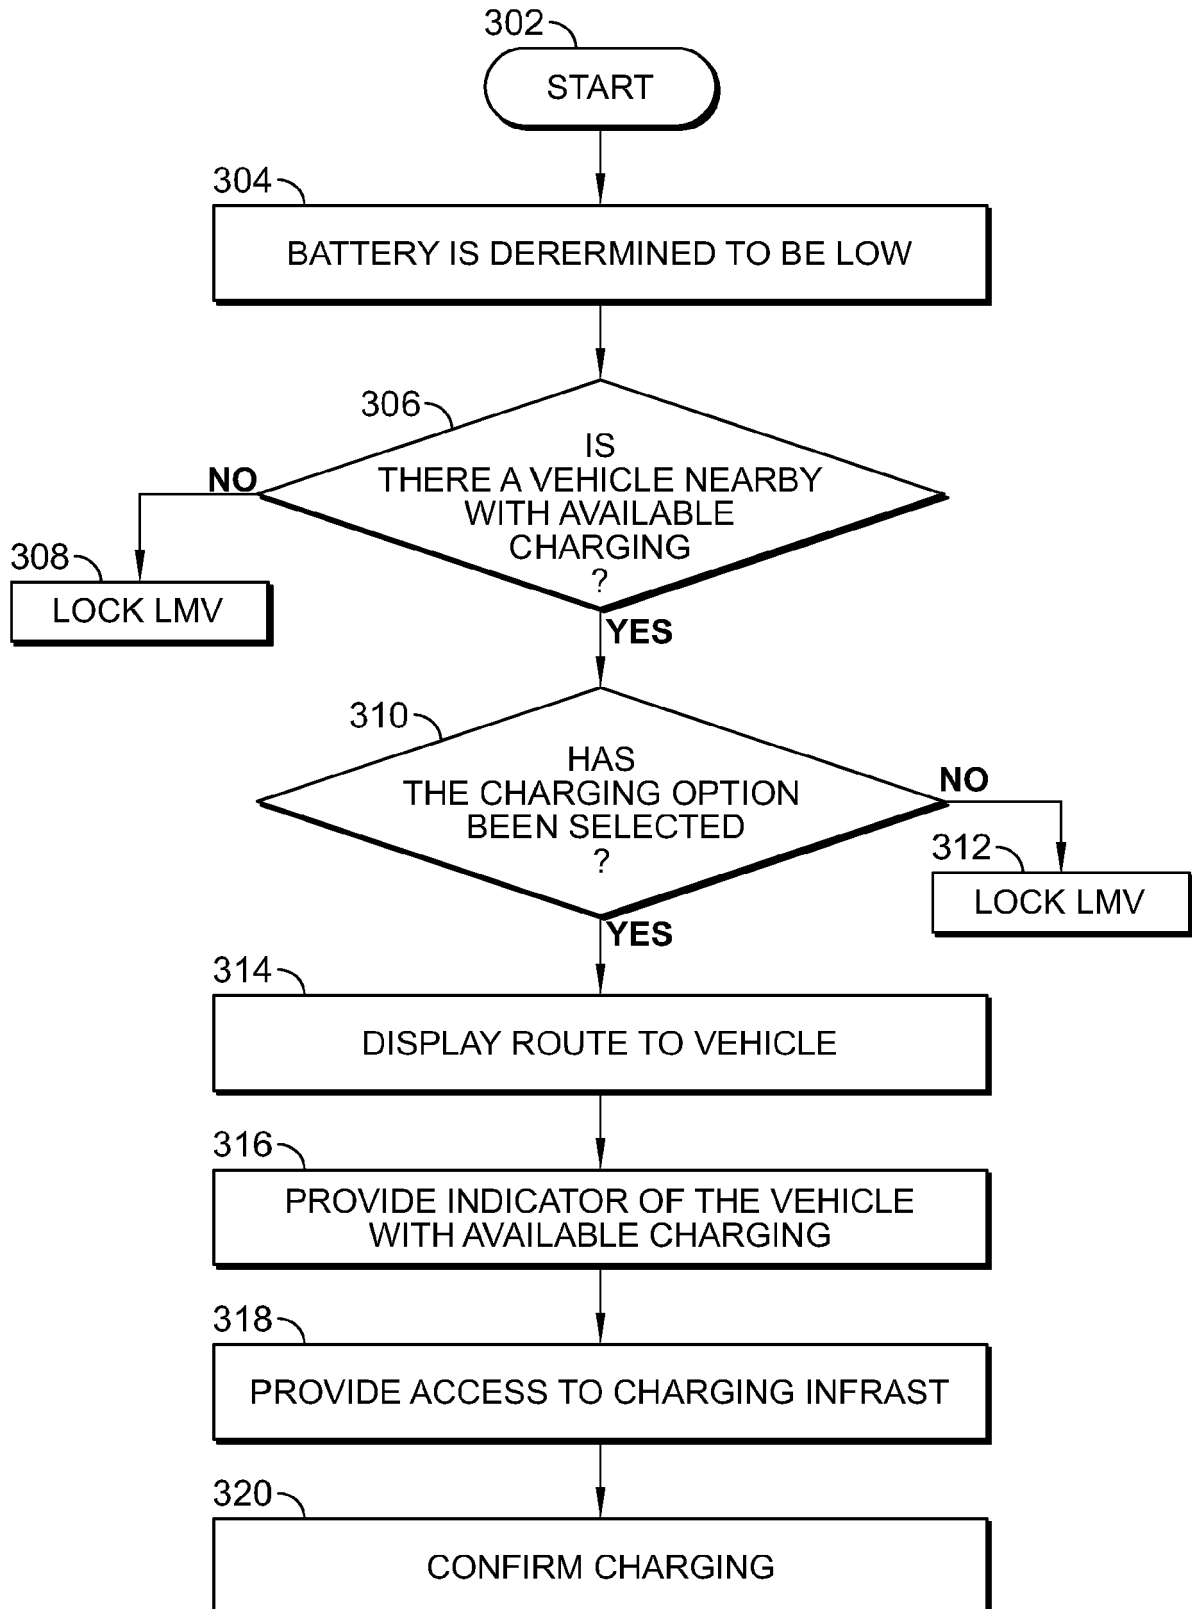 302
START
304
BATTERY IS DERERMINED TO BE LOW
306
IS
THERE A VEHICLE NEARBY
WITH AVAILABLE
CHARGING
?
NO
308
LOCK LMV
YES
310
HAS
THE CHARGING OPTION
BEEN SELECTED
?
NO
312
LOCK LMV
YES
314
DISPLAY ROUTE TO VEHICLE
316
PROVIDE INDICATOR OF THE VEHICLE
WITH AVAILABLE CHARGING
318
PROVIDE ACCESS TO CHARGING INFRAST
320
CONFIRM CHARGING